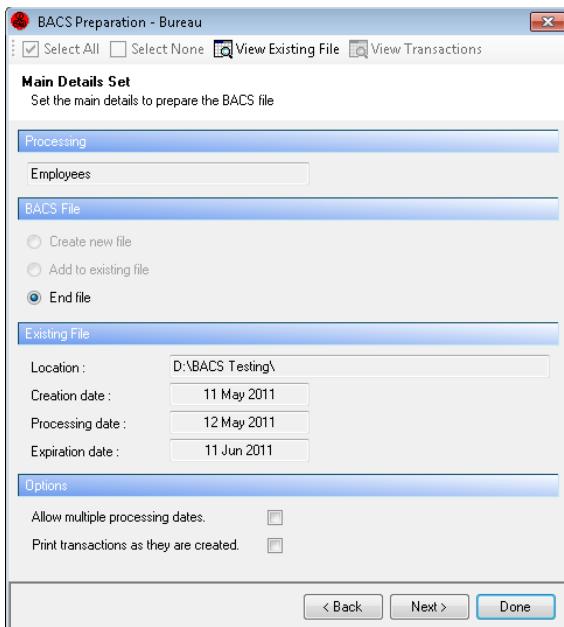 BACS Preparation - Bureau
Select All Select None View Existing File View Transactions
Main Details Set
Set the main details to prepare the BACS file
Processing
Employees
BACS File
Create new file
Add to existing file
End file
Existing File
Location : D:\BACS Testing\
Creation date : 11 May 2011
Processing date : 12 May 2011
Expiration date : 11 Jun 2011
Options
Allow multiple processing dates.
Print transactions as they are created.
< Back Next > Done